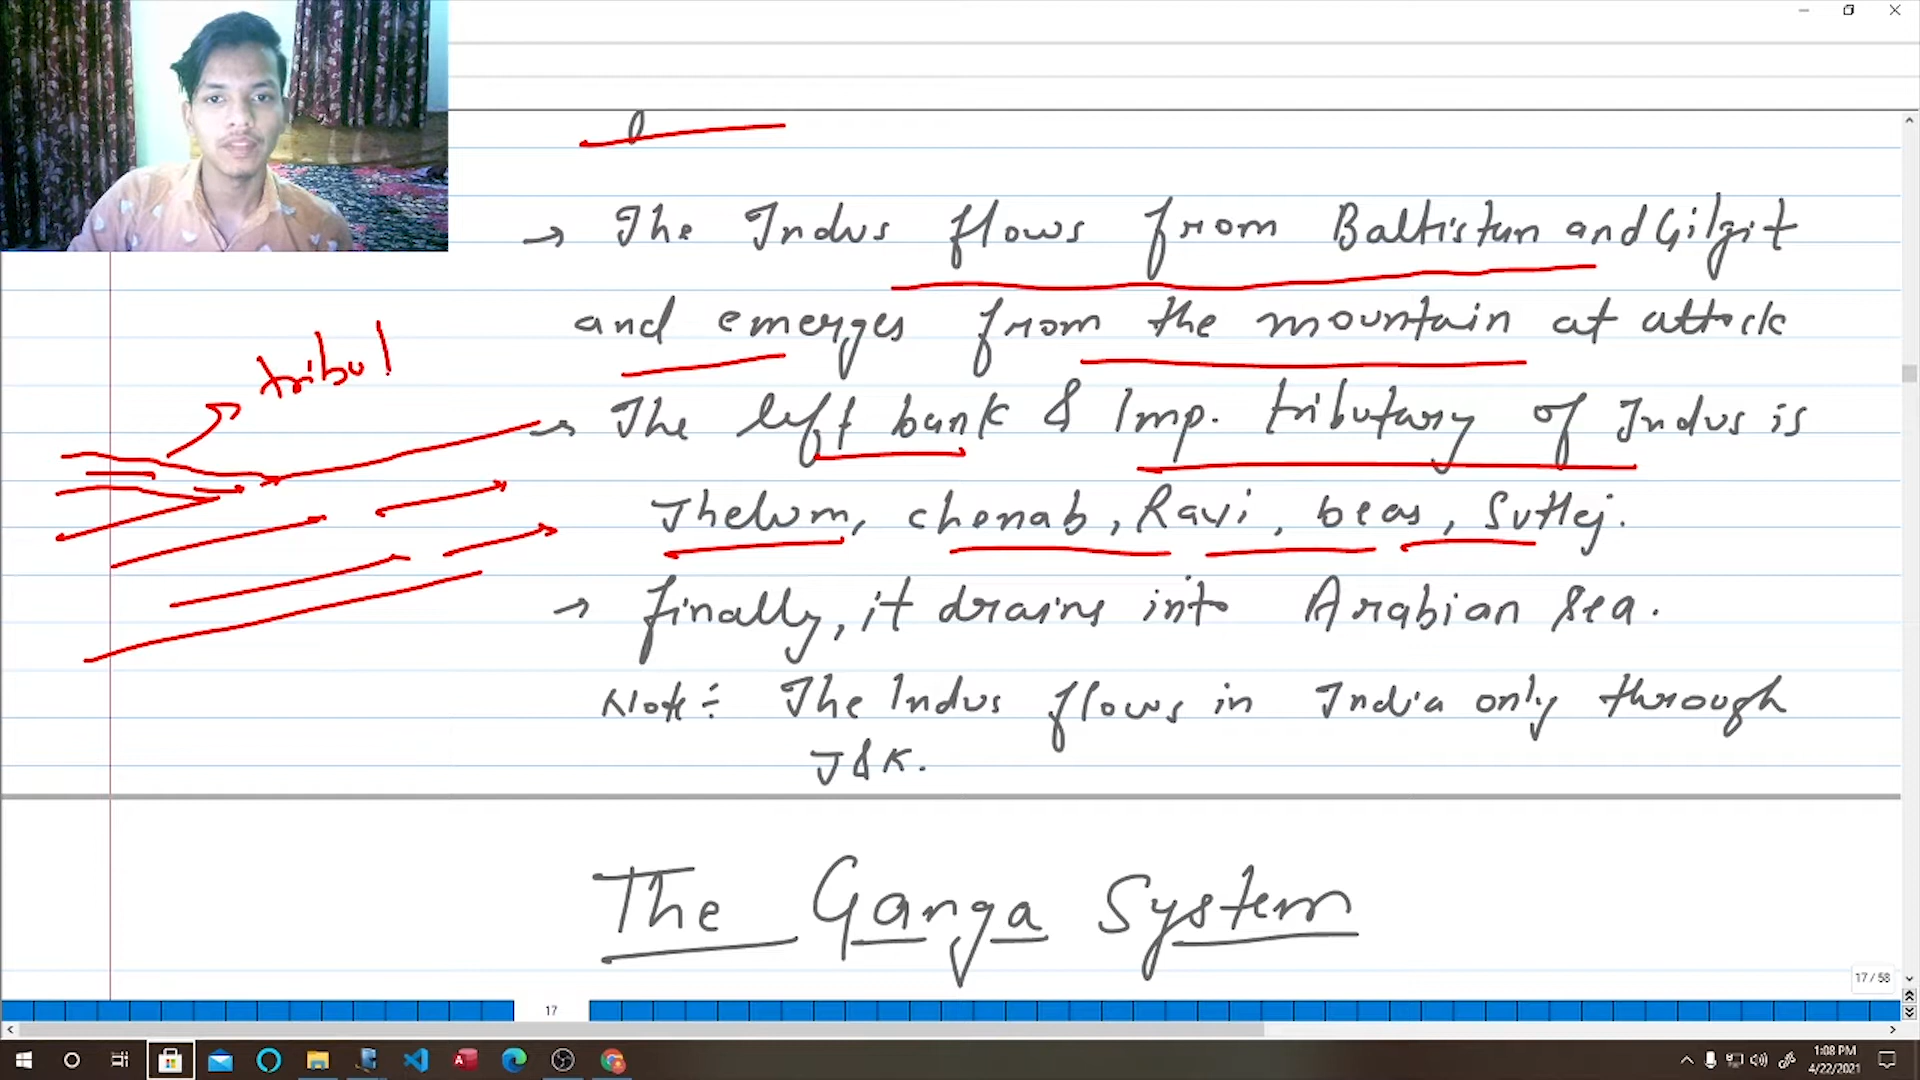 → The Indus flows from Baltistan and Gilgit
and emerges from the mountain at attock
tribut
→ The left bank & Imp. tributary of Indus is
Jhelum, chenab, Ravi, beas, Sutlej.
→ finally, it drains into Arabian sea.
Note ÷ The Indus flows in India only through
J&K.
The Ganga System
17 / 58
17
1:08 PM
4/22/2021